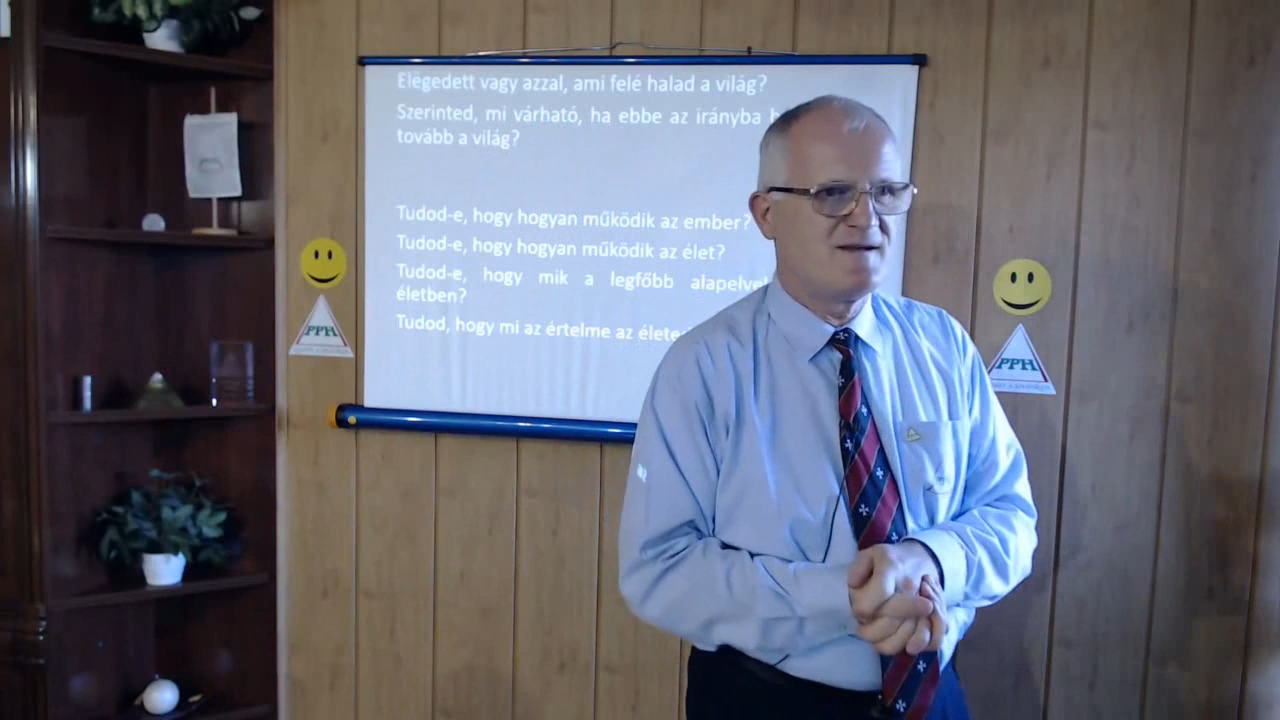 Elégedett vagy azzal, ami felé halad a világ?
Szerinted, mi várható, ha ebbe az irányba
tovább a világ?
Tudod-e, hogy hogyan működik az ember?
Tudod-e, hogy hogyan működik az élet?
Tudod-e, hogy mik a legfőbb
életben?
Tudod, hogy mi az értelme az
PPH
PPH